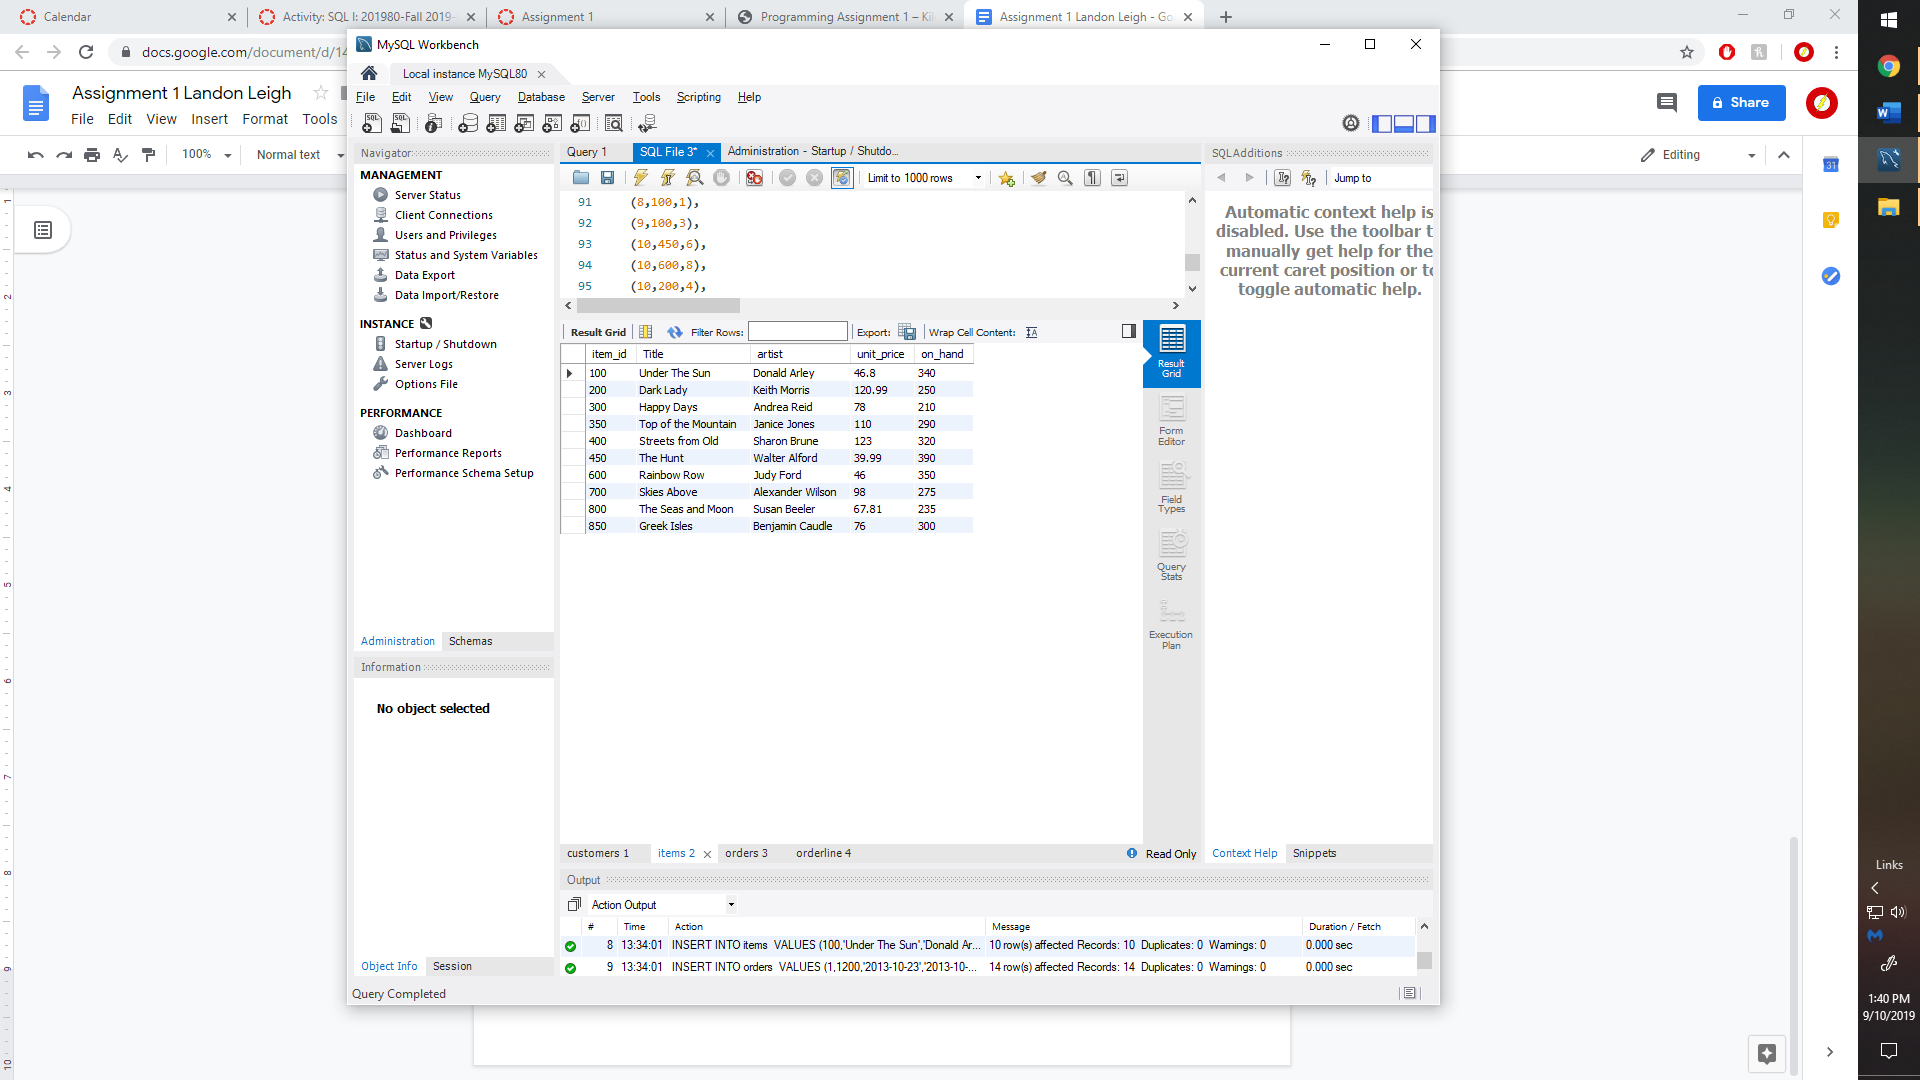 Calendar
Activity: SQL I: 201980-Fall 2019-
Assignment 1
Programming Assignment 1 – Ki
Assignment 1 Landon Leigh - Go
docs.google.com/document/d/14
Assignment 1 Landon Leigh
File Edit View Insert Format Tools
Share
100% Normal text
Editing
MySQL Workbench
Local instance MySQL80
File Edit View Query Database Server Tools Scripting Help
Navigator
MANAGEMENT
Server Status
Client Connections
Users and Privileges
Status and System Variables
Data Export
Data Import/Restore
INSTANCE
Startup / Shutdown
Server Logs
Options File
PERFORMANCE
Dashboard
Performance Reports
Performance Schema Setup
Administration Schemas
Information
No object selected
Object Info Session
Query Completed
Query 1 SQL File 3* Administration - Startup / Shutdo...
Limit to 1000 rows
91 (8,100,1),
92 (9,100,3),
93 (10,450,6),
94 (10,600,8),
95 (10,200,4),
Result Grid Filter Rows: Export: Wrap Cell Content:
item_id Title artist unit_price on_hand
100 Under The Sun Donald Arley 46.8 340
200 Dark Lady Keith Morris 120.99 250
300 Happy Days Andrea Reid 78 210
350 Top of the Mountain Janice Jones 110 290
400 Streets from Old Sharon Brune 123 320
450 The Hunt Walter Alford 39.99 390
600 Rainbow Row Judy Ford 46 350
700 Skies Above Alexander Wilson 98 275
800 The Seas and Moon Susan Beeler 67.81 235
850 Greek Isles Benjamin Caudle 76 300
Result
Grid
Form
Editor
Field
Types
Query
Stats
Execution
Plan
customers 1 items 2 orders 3 orderline 4
Read Only
Output
Action Output
# Time Action Message Duration / Fetch
8 13:34:01 INSERT INTO items VALUES (100,'Under The Sun','Donald Ar... 10 row(s) affected Records: 10 Duplicates: 0 Warnings: 0 0.000 sec
9 13:34:01 INSERT INTO orders VALUES (1,1200,'2013-10-23','2013-10-... 14 row(s) affected Records: 14 Duplicates: 0 Warnings: 0 0.000 sec
SQLAdditions
Jump to
Automatic context help is
disabled. Use the toolbar t
manually get help for the
current caret position or to
toggle automatic help.
Context Help Snippets
31
Links
1:40 PM
9/10/2019
1
2
3
4
5
6
7
8
9
10